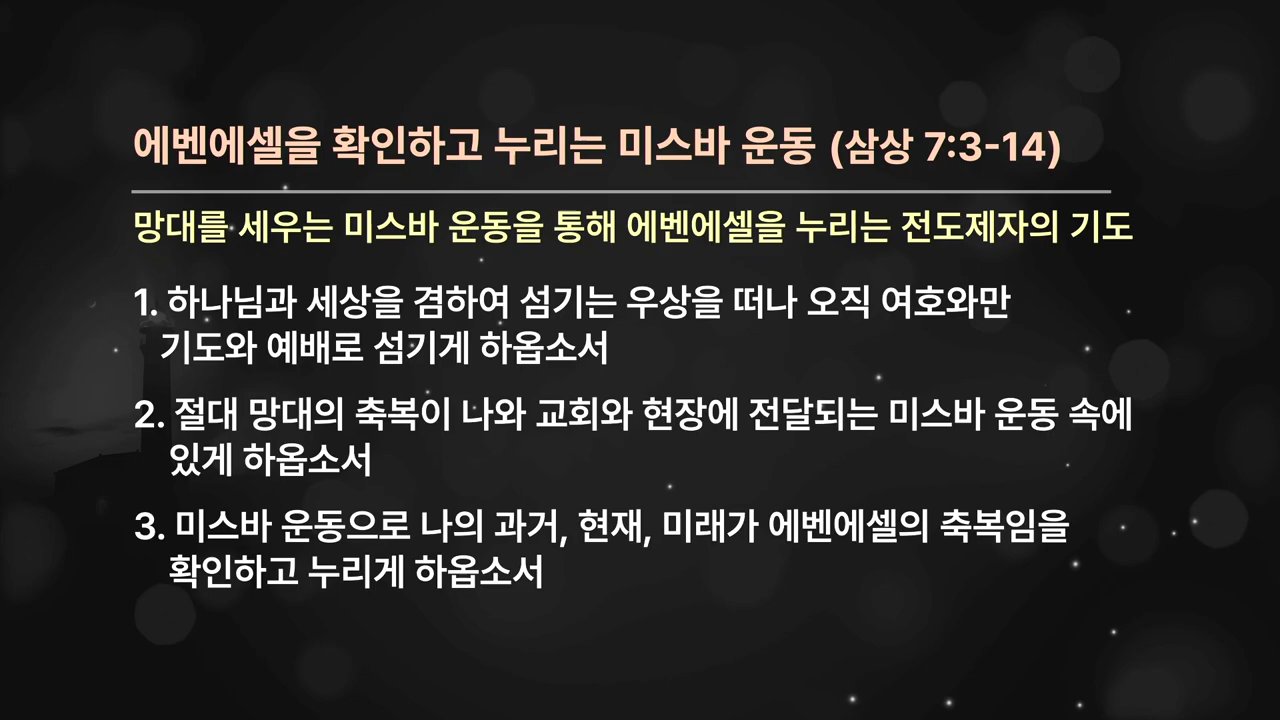 에벤에셀을 확인하고 누리는 미스바 운동 (삼상 7:3-14)
망대를 세우는 미스바 운동을 통해 에벤에셀을 누리는 전도제자의 기도
1. 하나님과 세상을 겸하여 섬기는 우상을 떠나 오직 여호와만
기도와 예배로 섬기게 하옵소서
2. 절대 망대의 축복이 나와 교회와 현장에 전달되는 미스바 운동 속에
있게 하옵소서
3. 미스바 운동으로 나의 과거, 현재, 미래가 에벤에셀의 축복임을
확인하고 누리게 하옵소서